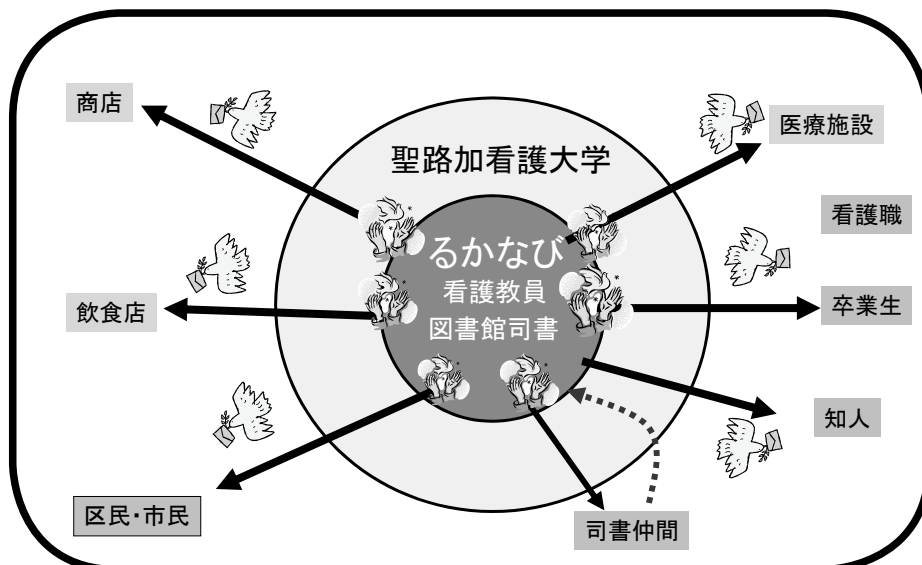 商店
医療施設
聖路加看護大学
看護職
るかなび
看護教員
図書館司書
飲食店
卒業生
知人
区民・市民
司書仲間